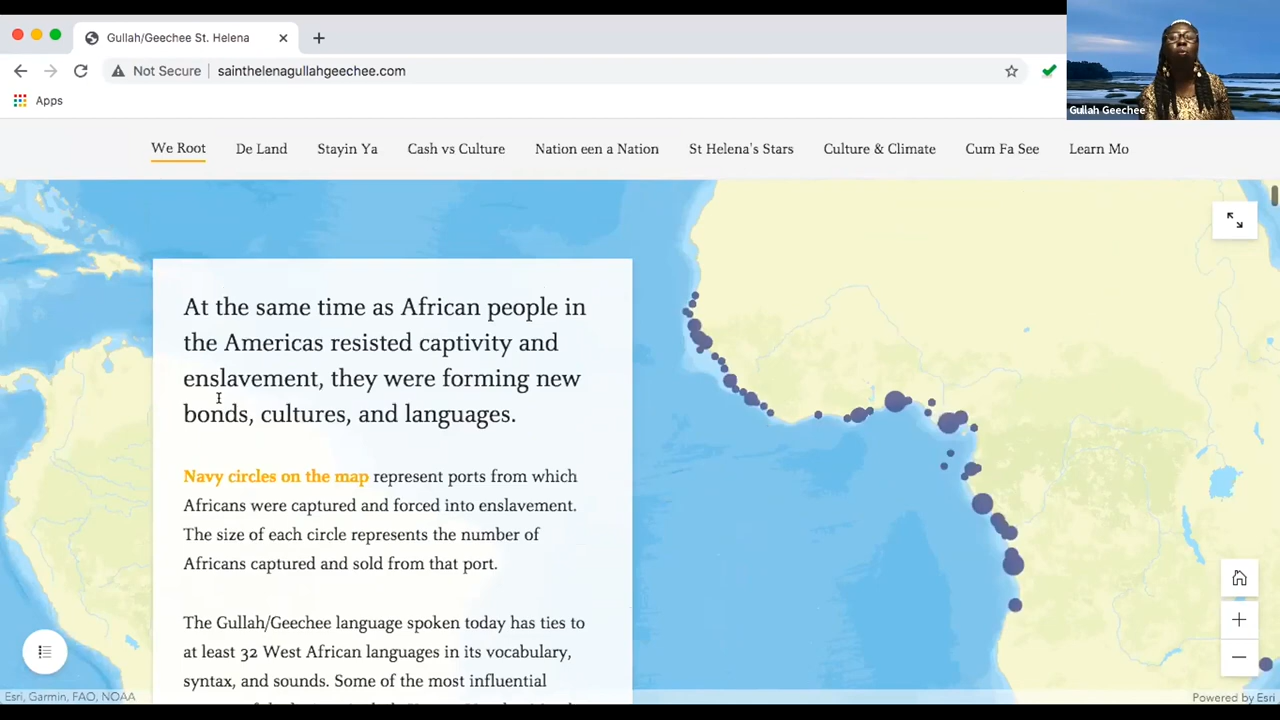 Gullah/Geechee St. Helena
Not Secure
sainthelenagullahgeechee.com
Apps
Gullah Geechee
We Root
De Land
Stayin Ya
Cash vs Culture
Nation een a Nation
St Helena's Stars
Culture & Climate
Cum Fa See
Learn Mo
At the same time as African people in
the Americas resisted captivity and
enslavement, they were forming new
bonds, cultures, and languages.
Navy circles on the map represent ports from which
Africans were captured and forced into enslavement.
The size of each circle represents the number of
Africans captured and sold from that port.
The Gullah/Geechee language spoken today has ties to
at least 32 West African languages in its vocabulary,
syntax, and sounds. Some of the most influential
Esri, Garmin, FAO, NOAA
Powered by Esri